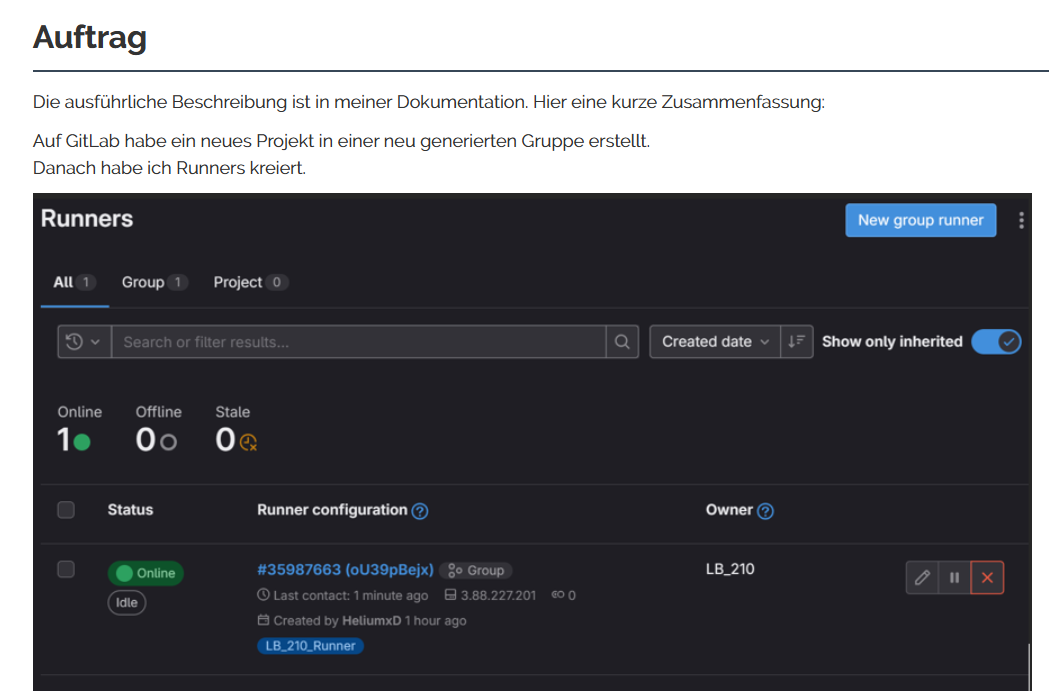 Auftrag
Die ausführliche Beschreibung ist in meiner Dokumentation. Hier eine kurze Zusammenfassung:
Auf GitLab habe ein neues Projekt in einer neu generierten Gruppe erstellt.
Danach habe ich Runners kreiert.
Runners New group runner
All 1 Group 1 Project 0
Search or filter results... Created date Show only inherited
Online Offline Stale
1 0 0
Status Runner configuration ? Owner ?
Online #35987663 (oU39pBejx) Group LB_210
Idle Last contact: 1 minute ago 3.88.227.201 0
Created by HeliumxD 1 hour ago
LB_210_Runner